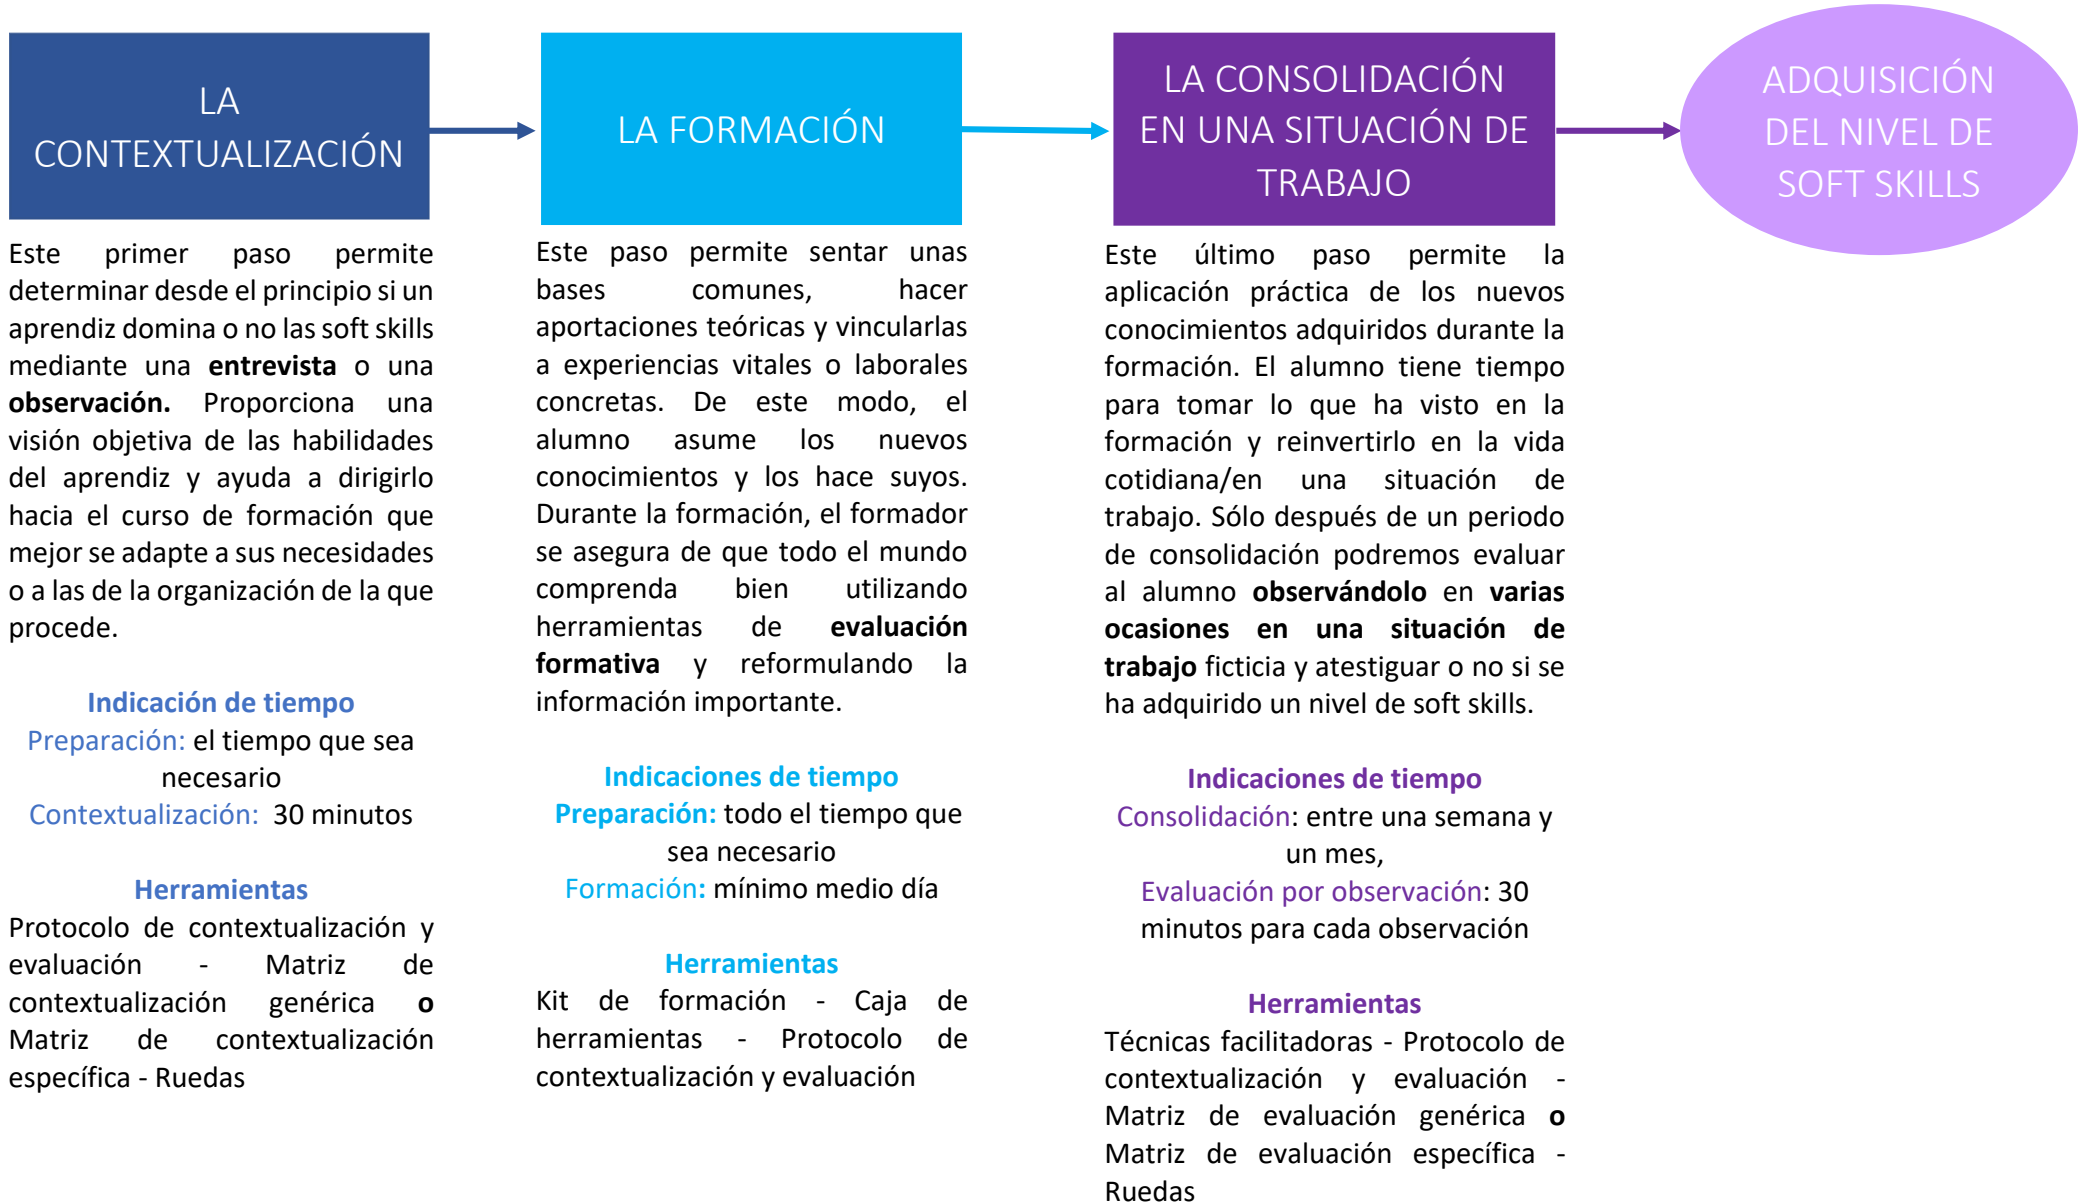 LA
CONTEXTUALIZACIÓN
Este primer paso permite
determinar desde el principio si un
aprendiz domina o no las soft skills
mediante una entrevista o una
observación. Proporciona una
visión objetiva de las habilidades
del aprendiz y ayuda a dirigirlo
hacia el curso de formación que
mejor se adapte a sus necesidades
o a las de la organización de la que
procede.
Indicación de tiempo
Preparación: el tiempo que sea
necesario
Contextualización: 30 minutos
Herramientas
Protocolo de contextualización y
evaluación - Matriz de
contextualización genérica o
Matriz de contextualización
específica - Ruedas
LA FORMACIÓN
Este paso permite sentar unas
bases comunes, hacer
aportaciones teóricas y vincularlas
a experiencias vitales o laborales
concretas. De este modo, el
alumno asume los nuevos
conocimientos y los hace suyos.
Durante la formación, el formador
se asegura de que todo el mundo
comprenda bien utilizando
herramientas de evaluación
formativa y reformulando la
información importante.
Indicaciones de tiempo
Preparación: todo el tiempo que
sea necesario
Formación: mínimo medio día
Herramientas
Kit de formación - Caja de
herramientas - Protocolo de
contextualización y evaluación
LA CONSOLIDACIÓN
EN UNA SITUACIÓN DE
TRABAJO
Este último paso permite la
aplicación práctica de los nuevos
conocimientos adquiridos durante la
formación. El alumno tiene tiempo
para tomar lo que ha visto en la
formación y reinvertirlo en la vida
cotidiana/en una situación de
trabajo. Sólo después de un periodo
de consolidación podremos evaluar
al alumno observándolo en varias
ocasiones en una situación de
trabajo ficticia y atestiguar o no si se
ha adquirido un nivel de soft skills.
Indicaciones de tiempo
Consolidación: entre una semana y
un mes,
Evaluación por observación: 30
minutos para cada observación
Herramientas
Técnicas facilitadoras - Protocolo de
contextualización y evaluación -
Matriz de evaluación genérica o
Matriz de evaluación específica -
Ruedas
ADQUISICIÓN
DEL NIVEL DE
SOFT SKILLS